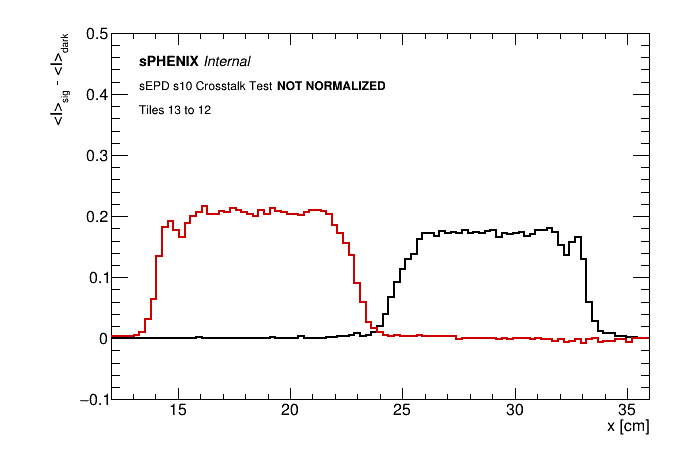 <I>sig - <I>dark
0.5
0.4
0.3
0.2
0.1
0
−0.1
sPHENIX Internal
sEPD s10 Crosstalk Test NOT NORMALIZED
Tiles 13 to 12
15 20 25 30 35
x [cm]